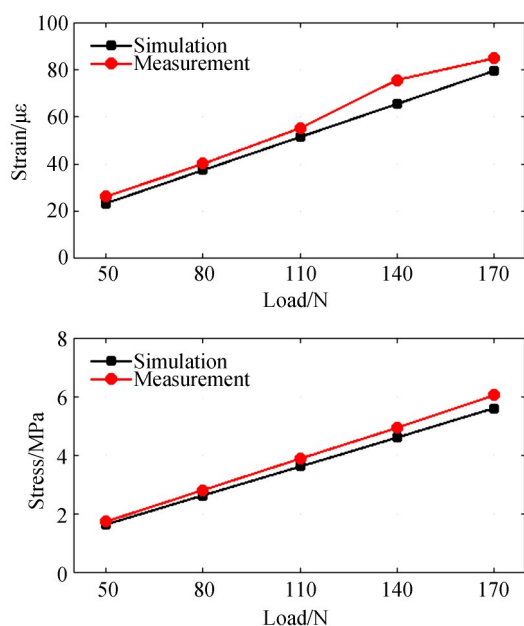 100
80
60
40
20
0
Strain/με
Simulation
Measurement
50 80 110 140 170
Load/N
8
6
4
2
0
Stress/MPa
Simulation
Measurement
50 80 110 140 170
Load/N